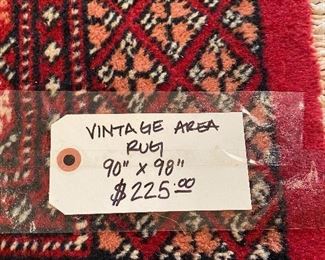 VINTAGE AREA
RUG
90" X 98"
$225.00